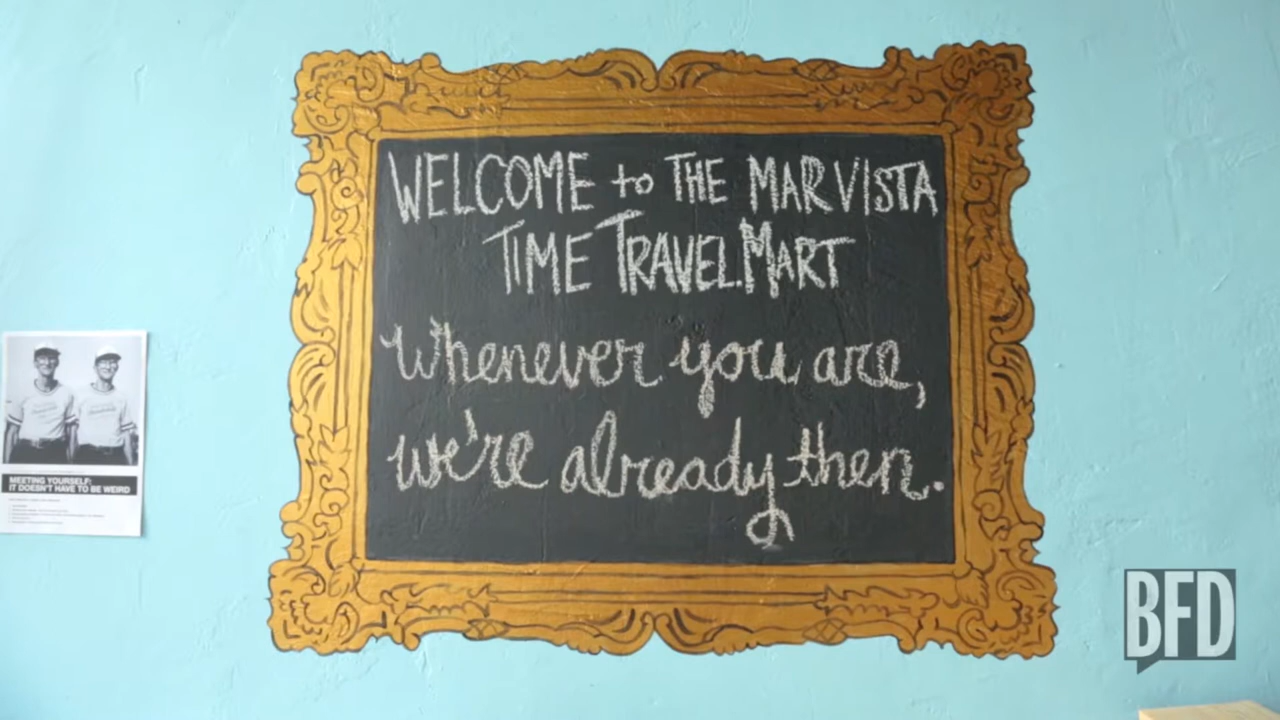 WELCOME to THE MAR VISTA
TIME TRAVEL MART
Whenever you are,
we're already then.
MEETING YOURSELF:
IT DOESN'T HAVE TO BE WEIRD
BFD